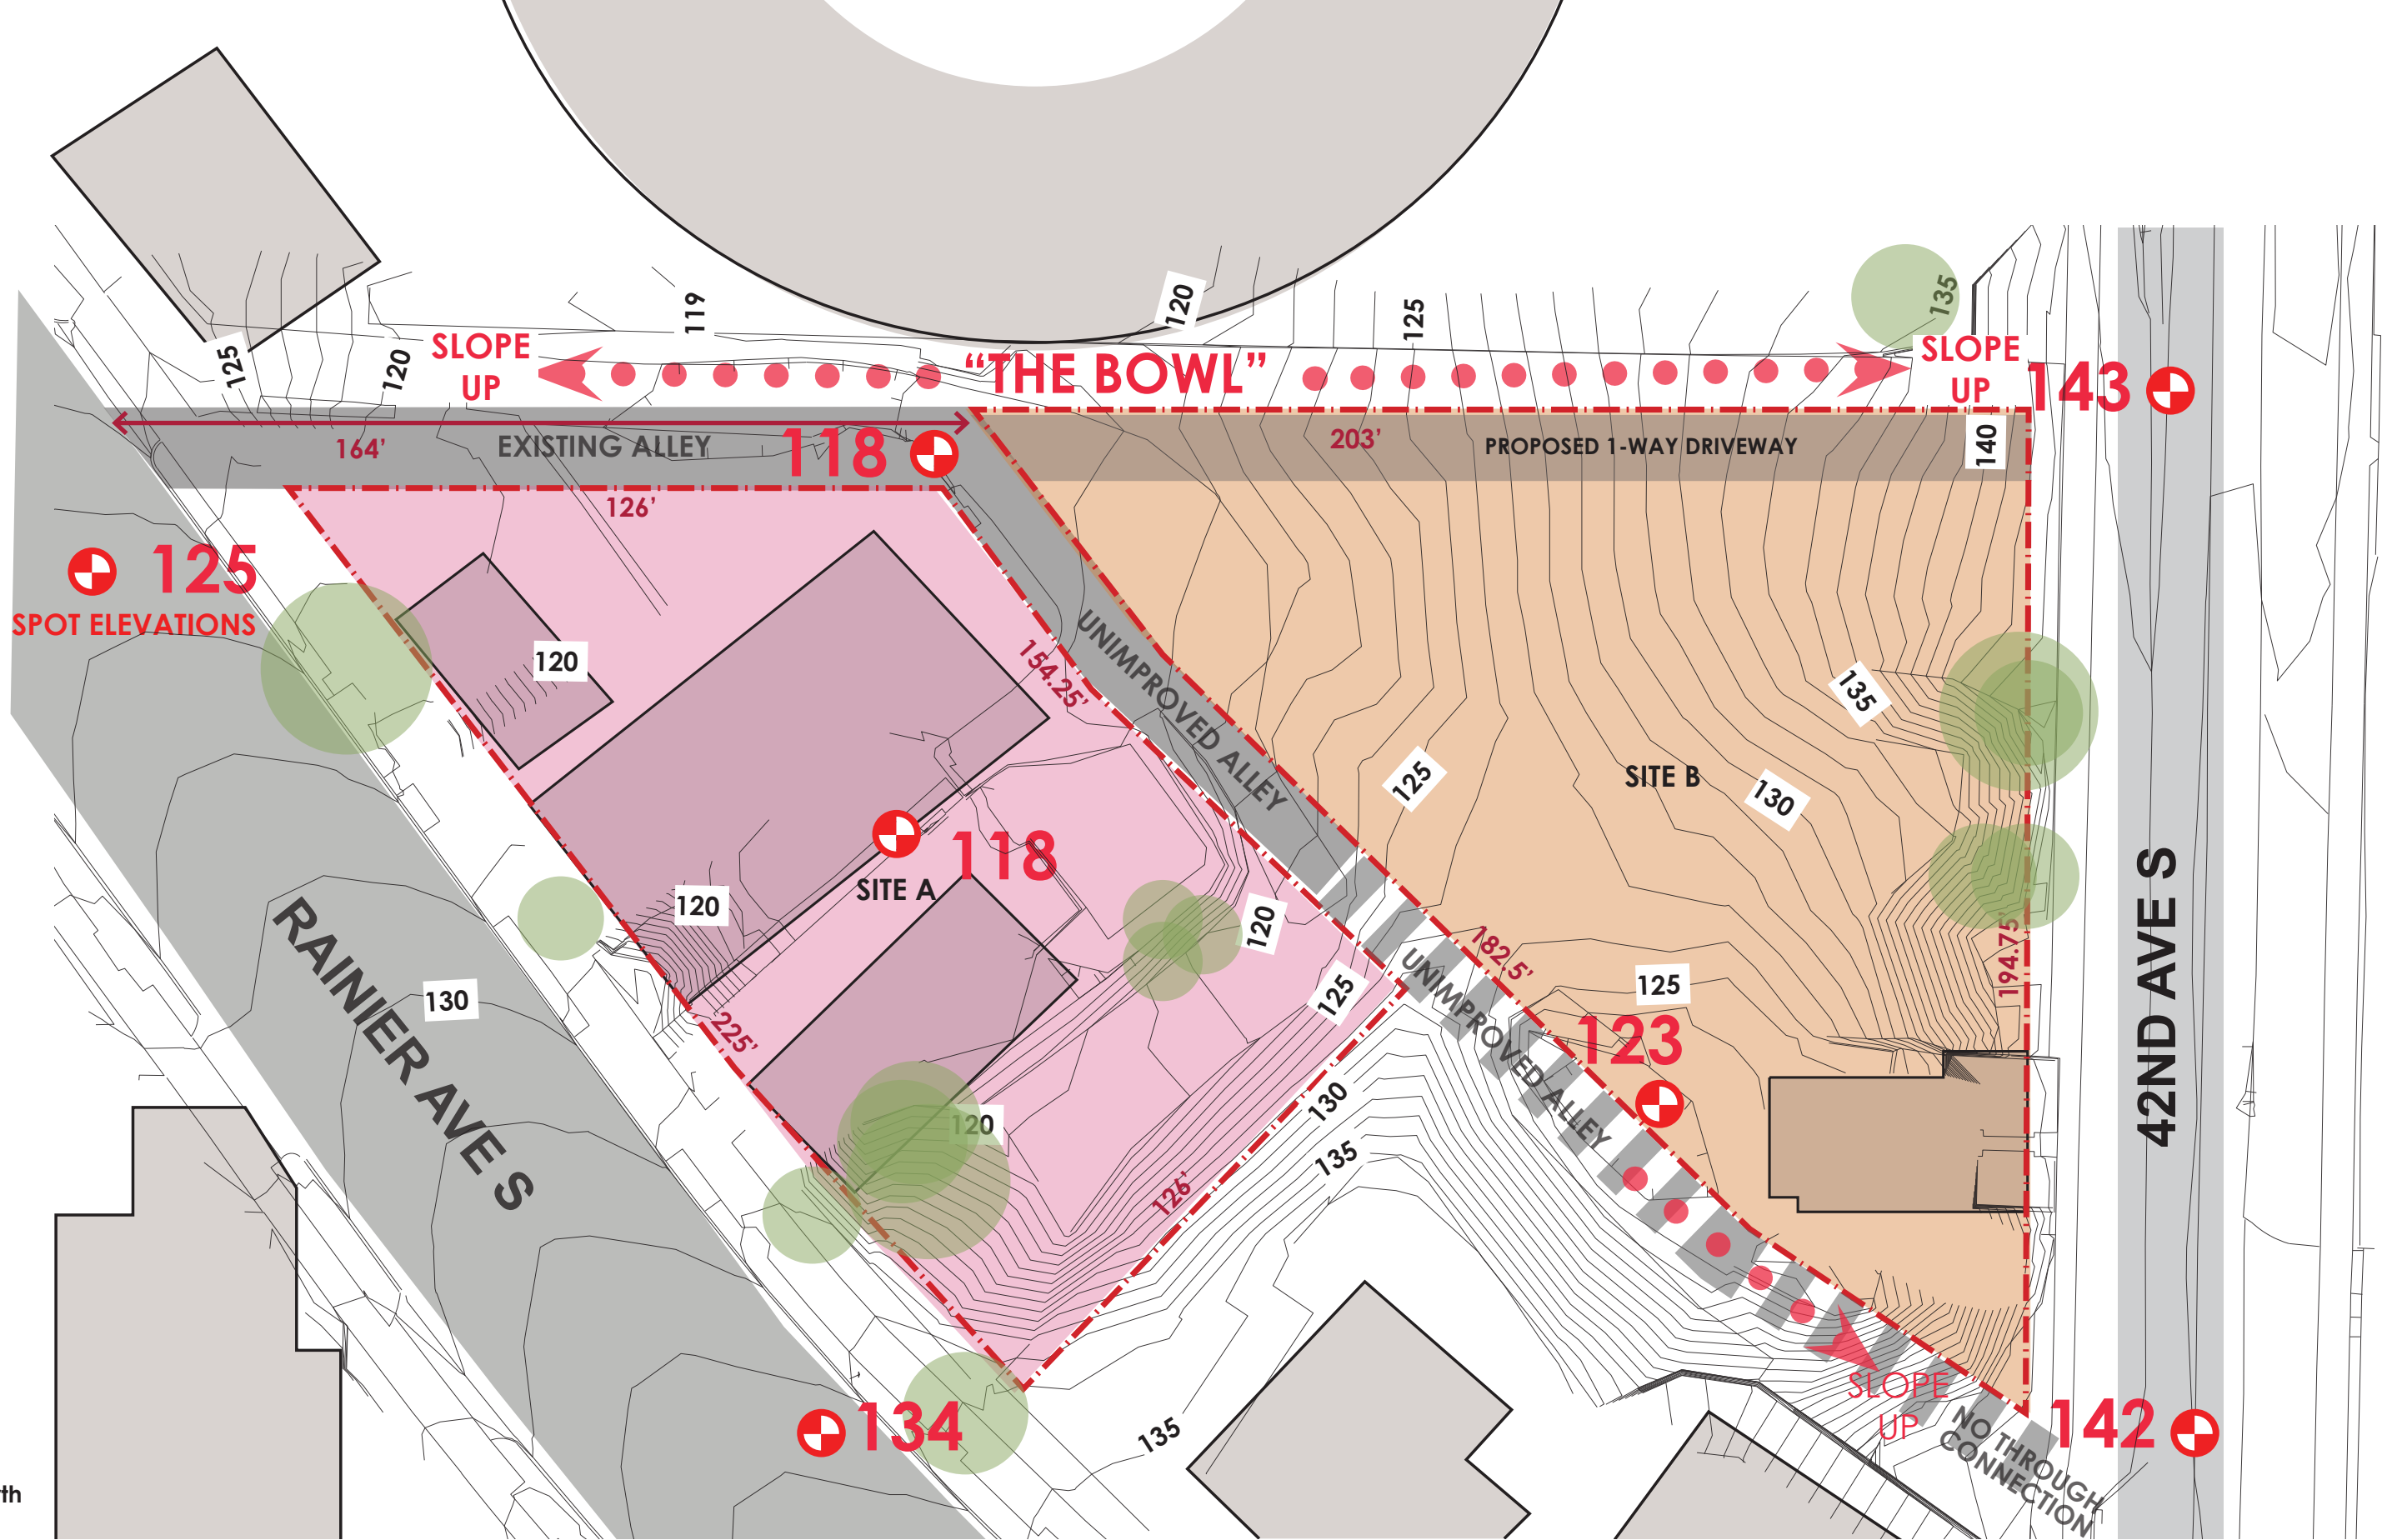 119
120
125
135
125
120
SLOPE
UP
“THE BOWL”
SLOPE
UP
143
164’
EXISTING ALLEY
118
203’
PROPOSED 1-WAY DRIVEWAY
140
126’
125
SPOT ELEVATIONS
120
154.25’
UNIMPROVED ALLEY
135
125
SITE B
130
118
SITE A
120
120
RAINIER AVE S
130
225’
125
182.5’
UNIMPROVED ALLEY
125
194.75’
42ND AVE S
123
120
130
135
126’
134
135
SLOPE
UP
142
NO THROUGH
CONNECTION
th